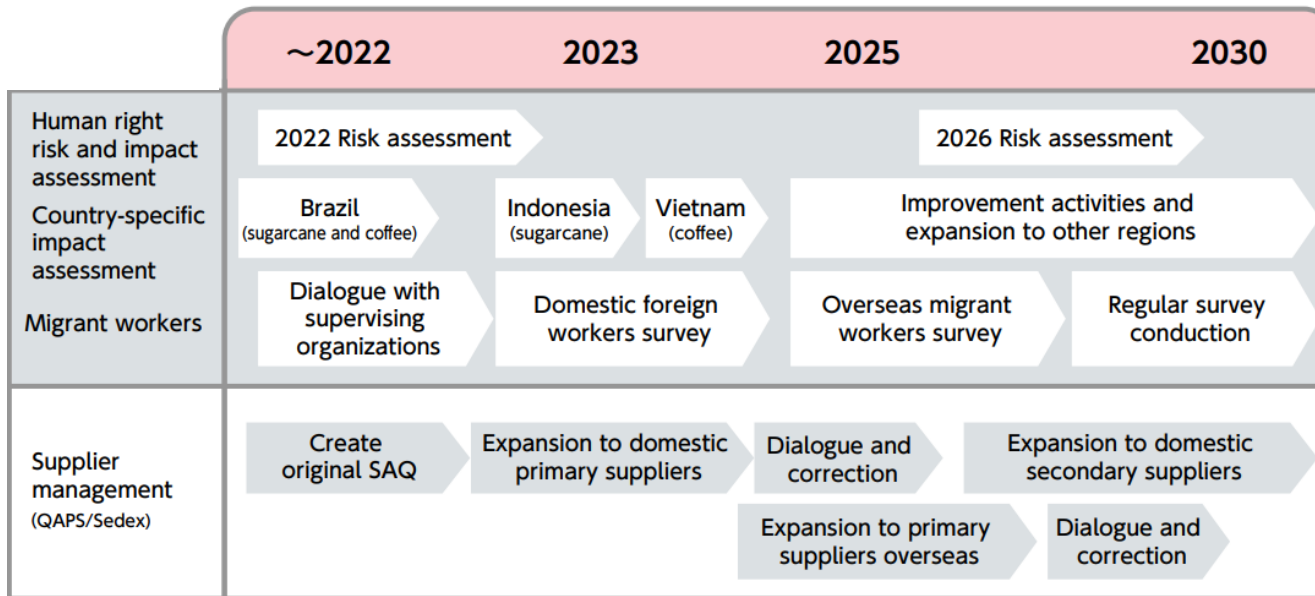 ～2022
2023
2025
2030
Human right
risk and impact
assessment
2022 Risk assessment
2026 Risk assessment
Country-specific
impact
assessment
Brazil
(sugarcane and coffee)
Indonesia
(sugarcane)
Vietnam
(coffee)
Improvement activities and
expansion to other regions
Migrant workers
Dialogue with
supervising
organizations
Domestic foreign
workers survey
Overseas migrant
workers survey
Regular survey
conduction
Supplier
management
(QAPS/Sedex)
Create
original SAQ
Expansion to domestic
primary suppliers
Dialogue and
correction
Expansion to domestic
secondary suppliers
Expansion to primary
suppliers overseas
Dialogue and
correction